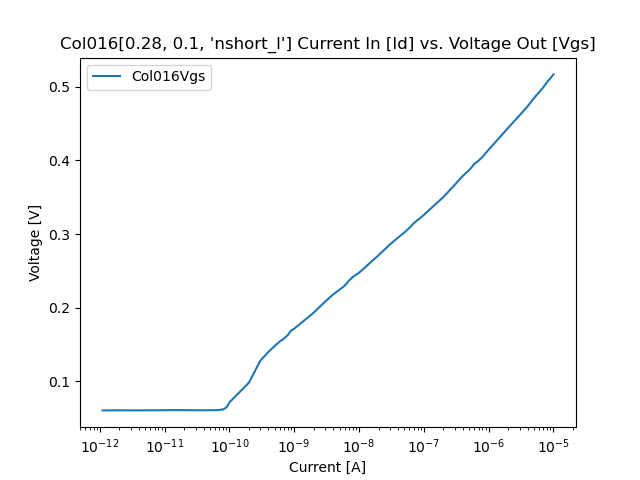 Col016[0.28, 0.1, 'nshort_l'] Current In [Id] vs. Voltage Out [Vgs]
Col016Vgs
0.5
0.4
0.3
0.2
0.1
Voltage [V]
10⁻¹² 10⁻¹¹ 10⁻¹⁰ 10⁻⁹ 10⁻⁸ 10⁻⁷ 10⁻⁶ 10⁻⁵
Current [A]